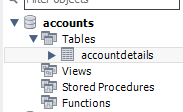 Filter objects
accounts
Tables
accountdetails
Views
Stored Procedures
Functions